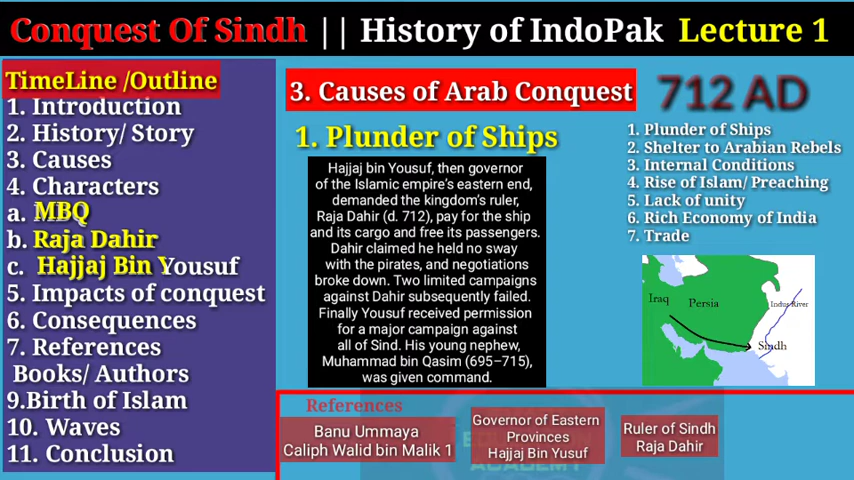 Conquest Of Sindh || History of IndoPak Lecture 1
TimeLine /Outline
1. Introduction
2. History/ Story
3. Causes
4. Characters
a. MBQ
b. Raja Dahir
c. Hajjaj Bin Yousuf
5. Impacts of conquest
6. Consequences
7. References
Books/ Authors
9.Birth of Islam
10. Waves
11. Conclusion
3. Causes of Arab Conquest
712 AD
1. Plunder of Ships
Hajjaj bin Yousuf, then governor
of the Islamic empire's eastern end,
demanded the kingdom's ruler,
Raja Dahir (d. 712), pay for the ship
and its cargo and free its passengers.
Dahir claimed he held no sway
with the pirates, and negotiations
broke down. Two limited campaigns
against Dahir subsequently failed.
Finally Yousuf received permission
for a major campaign against
all of Sind. His young nephew,
Muhammad bin Qasim (695–715),
was given command.
1. Plunder of Ships
2. Shelter to Arabian Rebels
3. Internal Conditions
4. Rise of Islam/ Preaching
5. Lack of unity
6. Rich Economy of India
7. Trade
Iraq
Persia
Indus River
Sindh
References
Banu Ummaya
Caliph Walid bin Malik 1
Governor of Eastern
Provinces
Hajjaj Bin Yusuf
Ruler of Sindh
Raja Dahir
ACADEMY